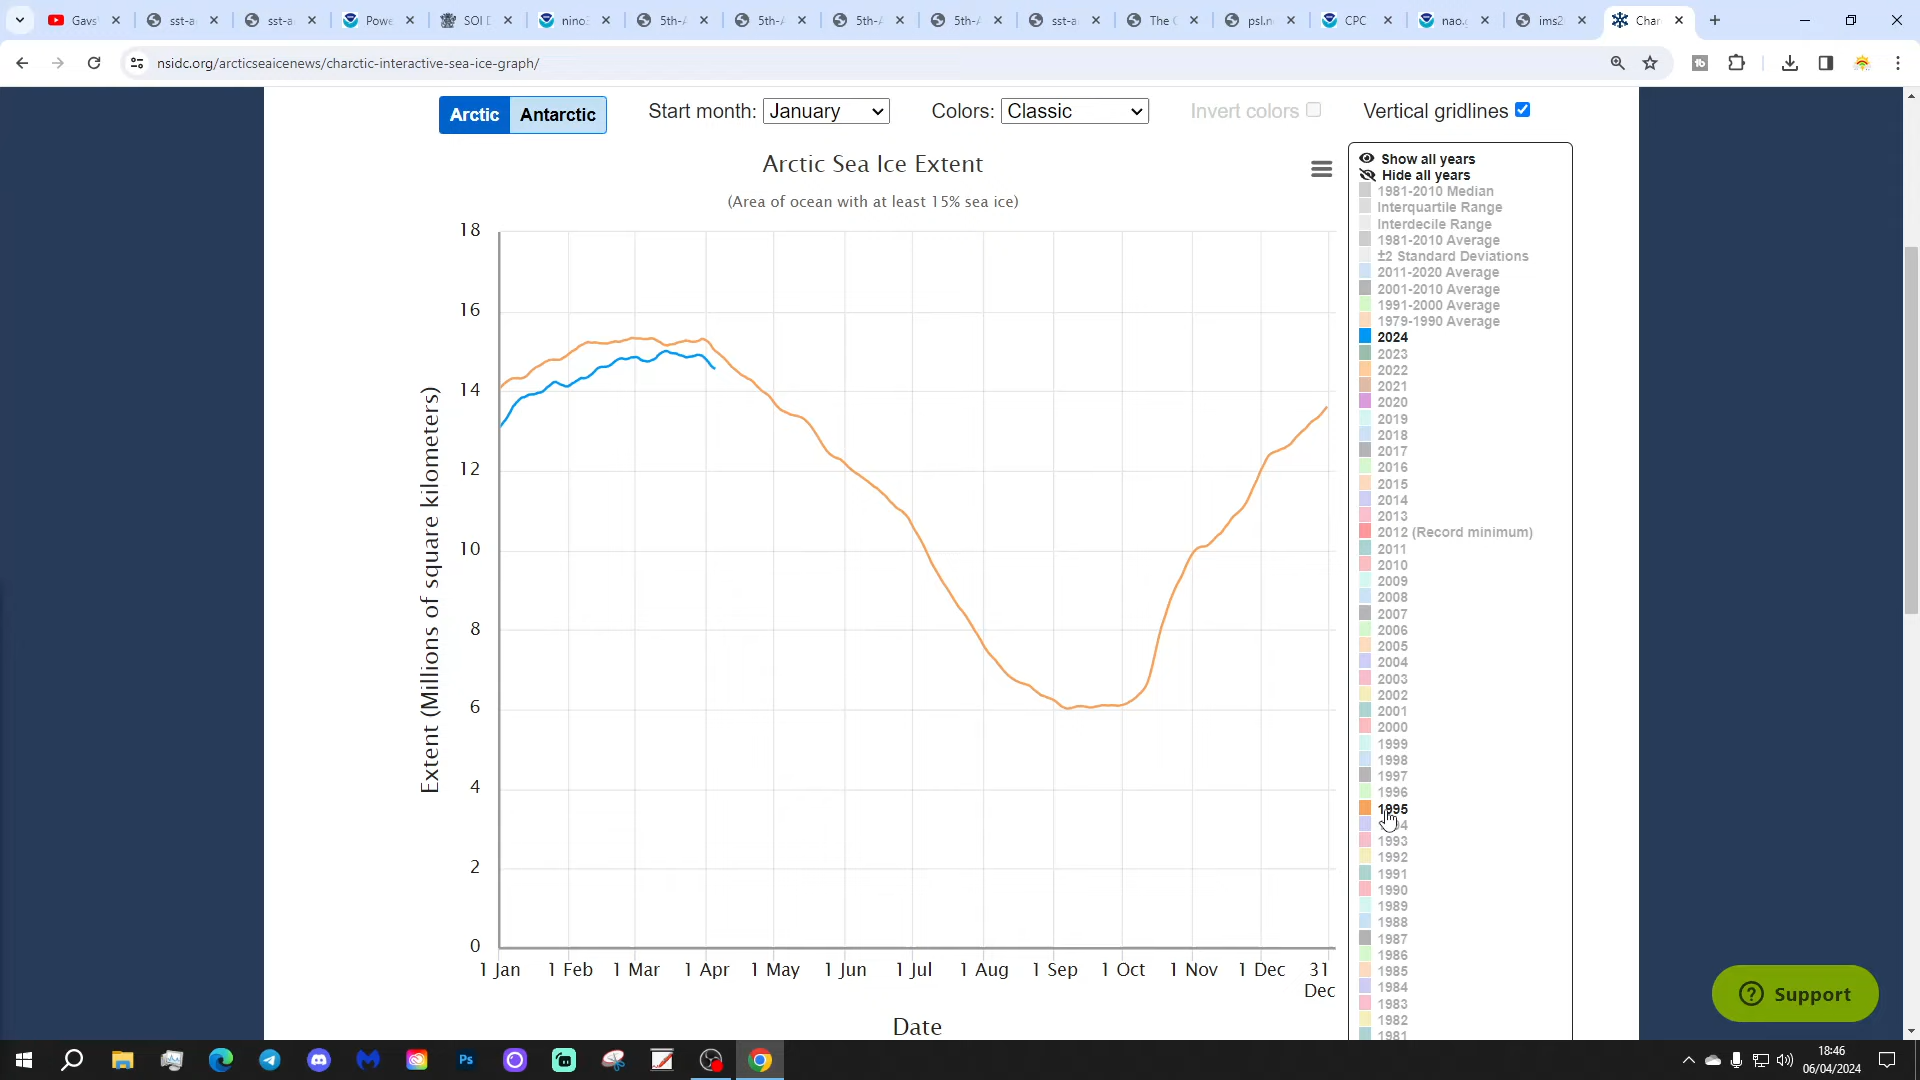 Gavs
sst-a
sst-a
Powe
SOI D
nino
5th-A
5th-A
5th-A
5th-A
sst-a
The C
psl.n
CPC
nao.
ims2
Char
nsidc.org/arcticseaicenews/charctic-interactive-sea-ice-graph/
Arctic
Antarctic
Start month:
January
Colors:
Classic
Invert colors
Vertical gridlines
Arctic Sea Ice Extent
(Area of ocean with at least 15% sea ice)
Extent (Millions of square kilometers)
18
16
14
12
10
8
6
4
2
0
1 Jan
1 Feb
1 Mar
1 Apr
1 May
1 Jun
1 Jul
1 Aug
1 Sep
1 Oct
1 Nov
1 Dec
31
Dec
Date
Show all years
Hide all years
1981-2010 Median
Interquartile Range
Interdecile Range
1981-2010 Average
±2 Standard Deviations
2011-2020 Average
2001-2010 Average
1991-2000 Average
1979-1990 Average
2024
2023
2022
2021
2020
2019
2018
2017
2016
2015
2014
2013
2012 (Record minimum)
2011
2010
2009
2008
2007
2006
2005
2004
2003
2002
2001
2000
1999
1998
1997
1996
1995
1994
1993
1992
1991
1990
1989
1988
1987
1986
1985
1984
1983
1982
1981
Support
Ps
18:46
06/04/2024